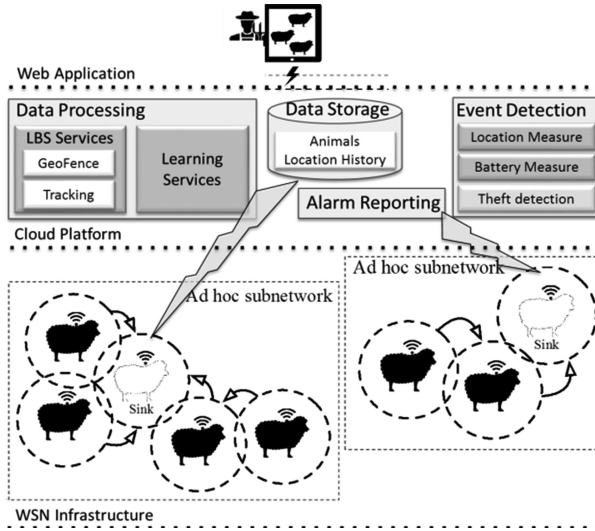 Web Application
Data Processing
LBS Services
GeoFence
Tracking
Learning
Services
Data Storage
Animals
Location History
Event Detection
Location Measure
Battery Measure
Theft detection
Alarm Reporting
Cloud Platform
Ad hoc subnetwork
Ad hoc subnetwork
Sink
Sink
WSN Infrastructure